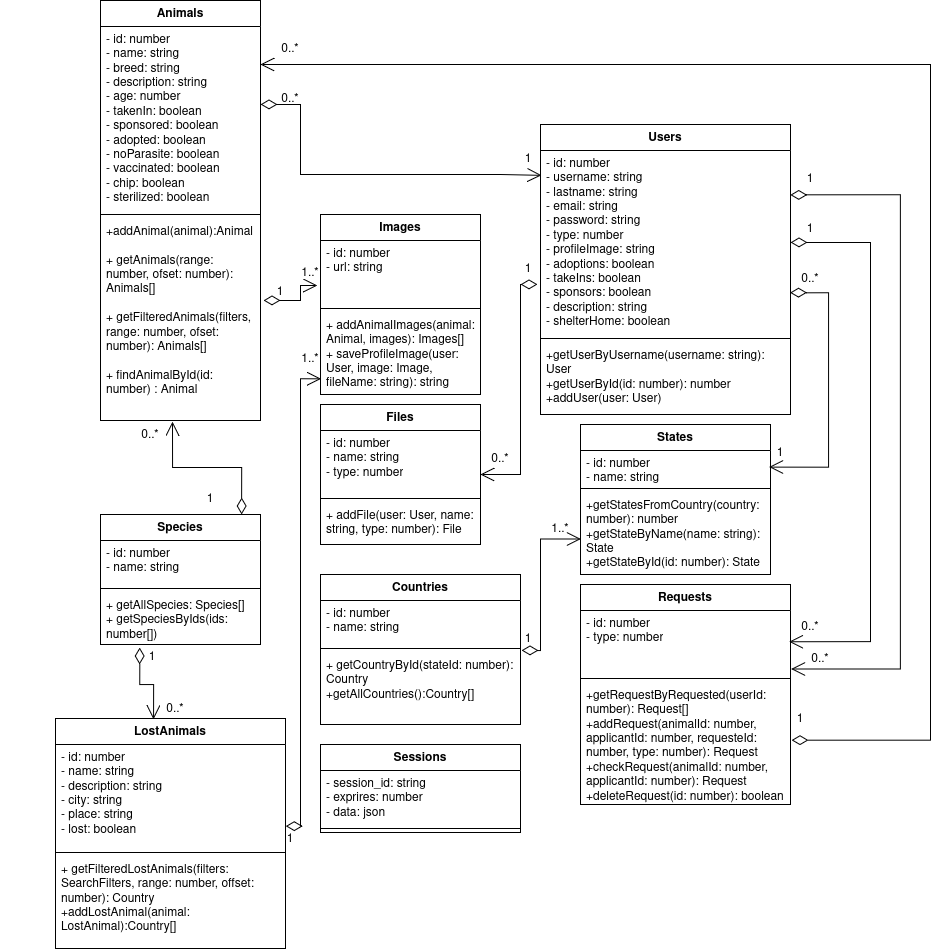 Animals
- id: number
- name: string
- breed: string
- description: string
- age: number
- takenIn: boolean
- sponsored: boolean
- adopted: boolean
- noParasite: boolean
- vaccinated: boolean
- chip: boolean
- sterilized: boolean
+addAnimal(animal):Animal
+ getAnimals(range:
number, ofset: number):
Animals[]
+ getFilteredAnimals(filters,
range: number, ofset:
number): Animals[]
+ findAnimalById(id:
number) : Animal
0..*
0..*
1
Users
- id: number
- username: string
- lastname: string
- email: string
- password: string
- type: number
- profileImage: string
- adoptions: boolean
- takeIns: boolean
- sponsors: boolean
- description: string
- shelterHome: boolean
+getUserByUsername(username: string):
User
+getUserById(id: number): number
+addUser(user: User)
1
1
0..*
1
Images
- id: number
- url: string
+ addAnimalImages(animal:
Animal, images): Images[]
+ saveProfileImage(user:
User, image: Image,
fileName: string): string
1..*
1
1..*
Files
- id: number
- name: string
- type: number
+ addFile(user: User, name:
string, type: number): File
0..*
States
- id: number
- name: string
+getStatesFromCountry(country:
number): number
+getStateByName(name: string):
State
+getStateById(id: number): State
1
1..*
0..*
1
Species
- id: number
- name: string
+ getAllSpecies: Species[]
+ getSpeciesByIds(ids:
number[])
1
0..*
Countries
- id: number
- name: string
+ getCountryById(stateId: number):
Country
+getAllCountries():Country[]
1
Requests
- id: number
- type: number
+getRequestByRequested(userId:
number): Request[]
+addRequest(animalId: number,
applicantId: number, requesteId:
number, type: number): Request
+checkRequest(animalId: number,
applicantId: number): Request
+deleteRequest(id: number): boolean
0..*
0..*
1
LostAnimals
- id: number
- name: string
- description: string
- city: string
- place: string
- lost: boolean
+ getFilteredLostAnimals(filters:
SearchFilters, range: number, offset:
number): Country
+addLostAnimal(animal:
LostAnimal):Country[]
1
Sessions
- session_id: string
- exprires: number
- data: json